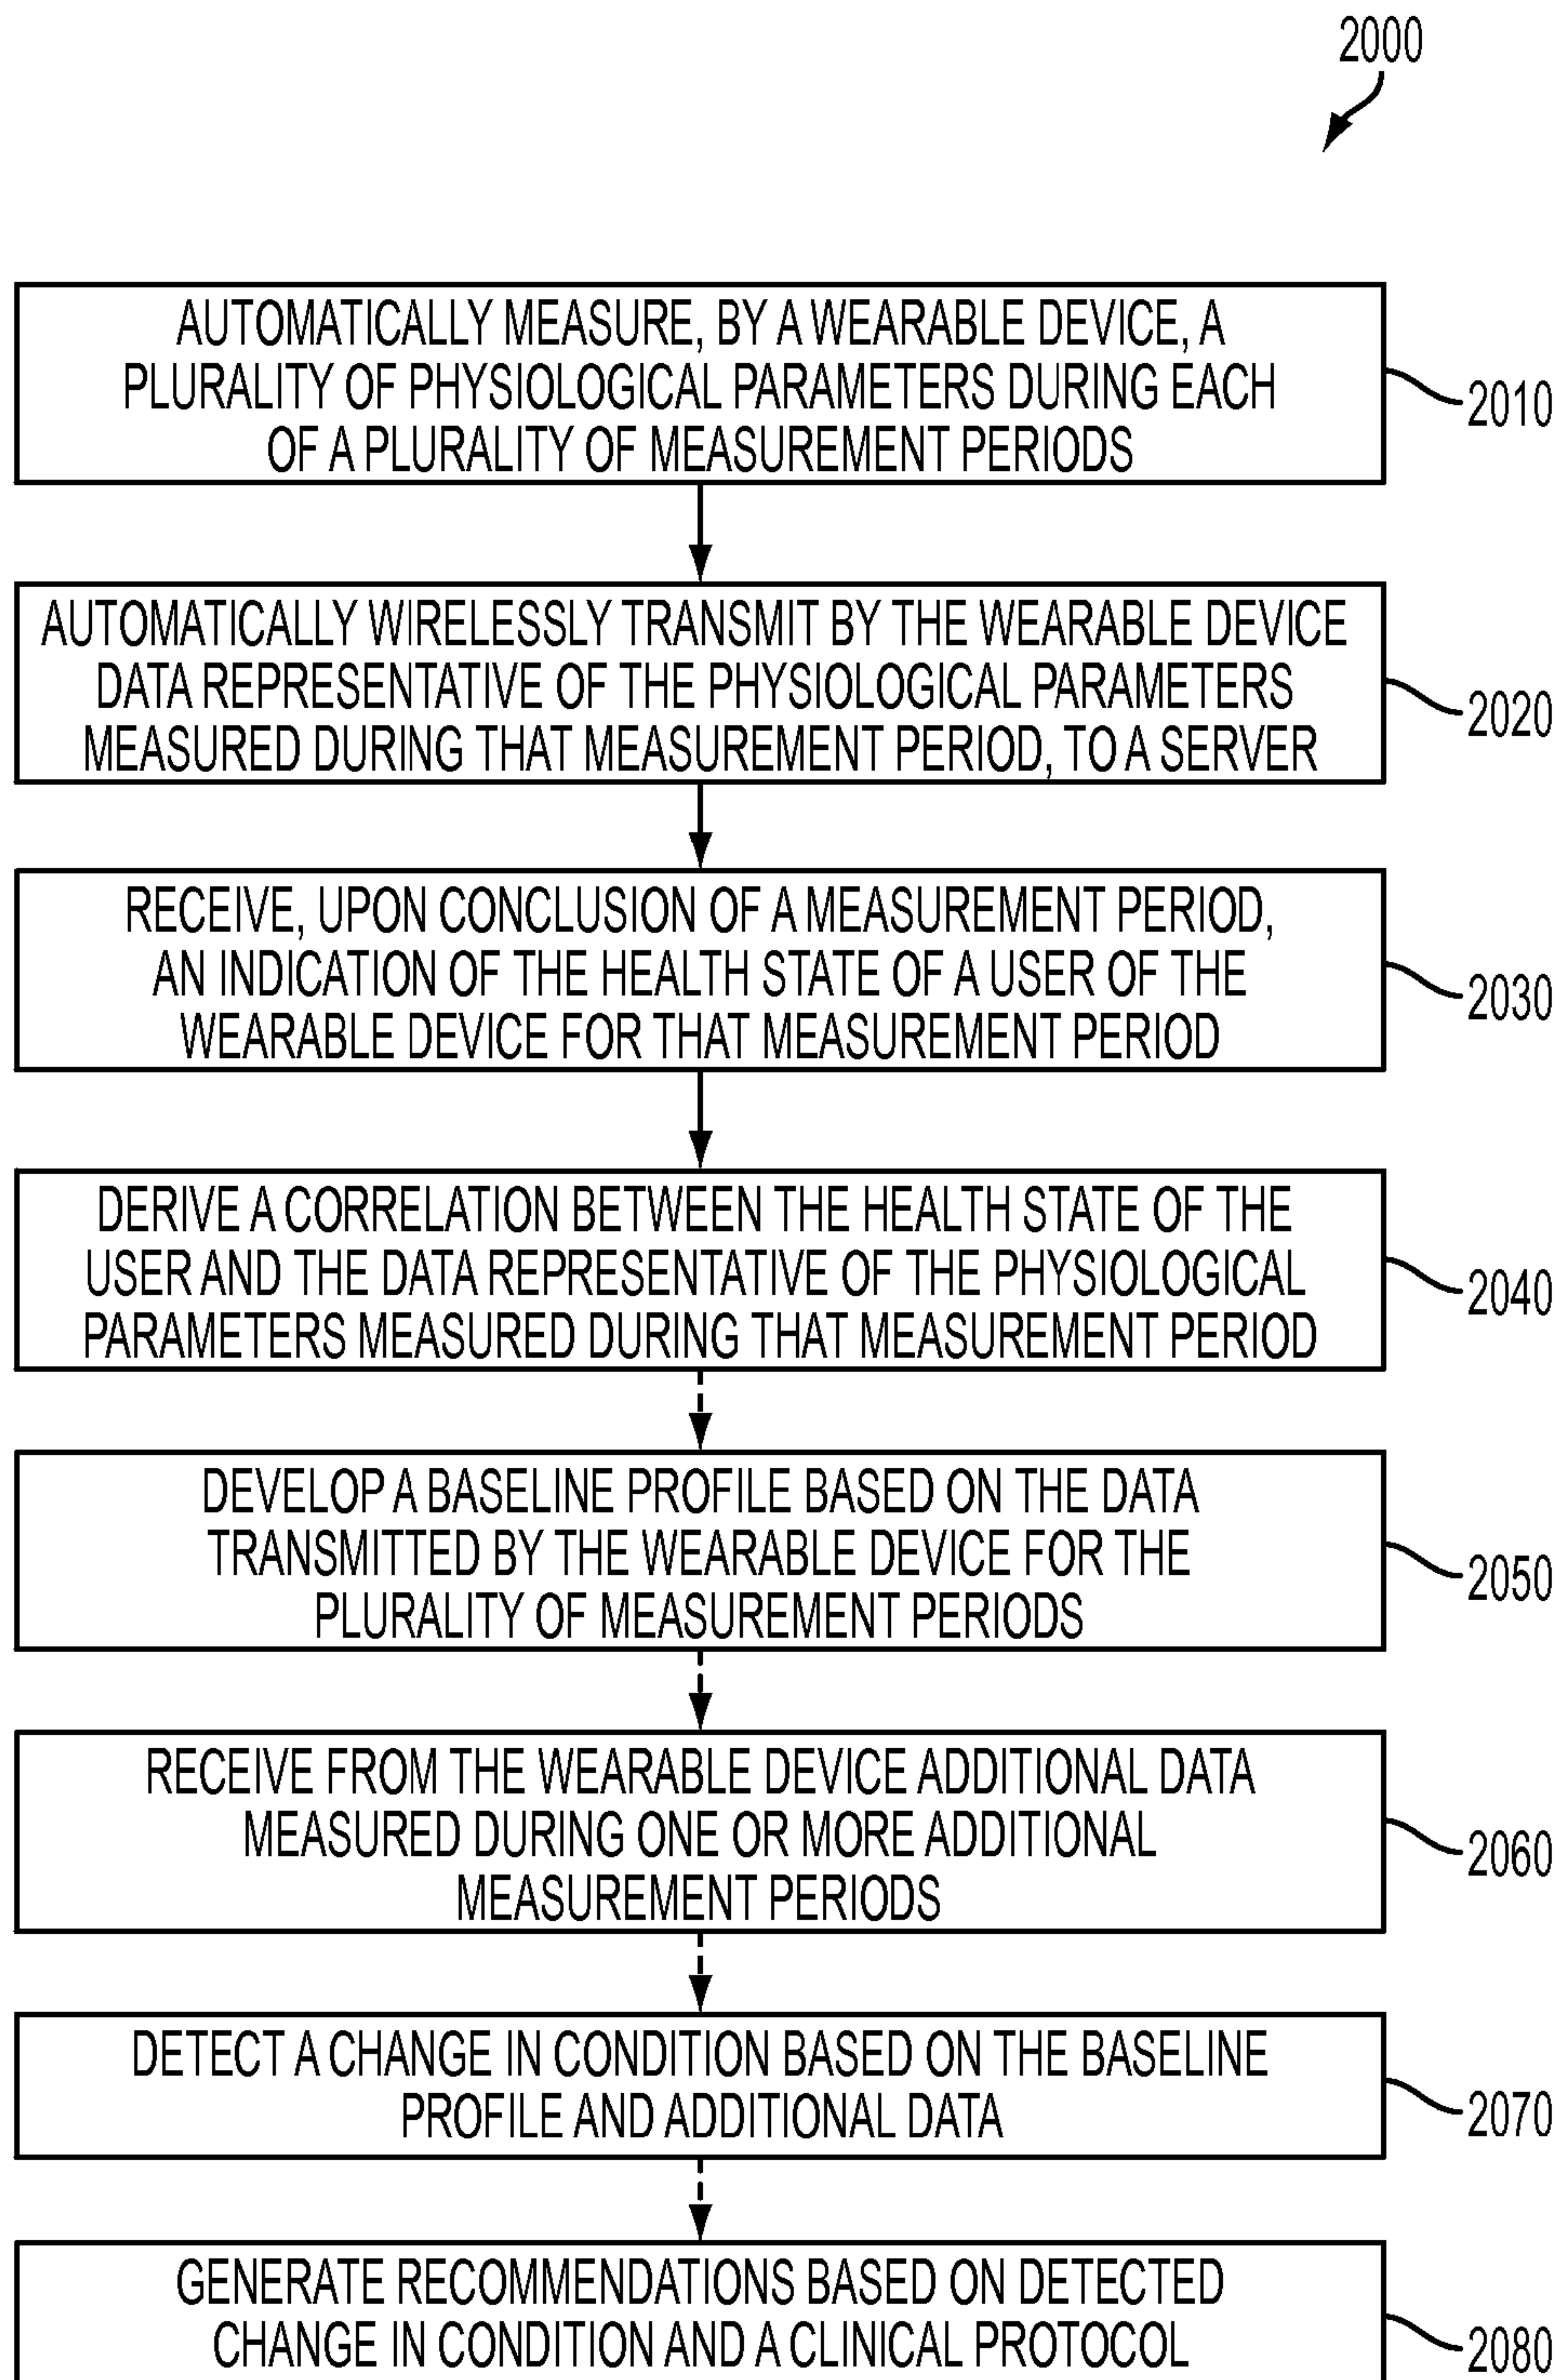 2000
AUTOMATICALLY MEASURE, BY A WEARABLE DEVICE, A
PLURALITY OF PHYSIOLOGICAL PARAMETERS DURING EACH
OF A PLURALITY OF MEASUREMENT PERIODS
2010
AUTOMATICALLY WIRELESSLY TRANSMIT BY THE WEARABLE DEVICE
DATA REPRESENTATIVE OF THE PHYSIOLOGICAL PARAMETERS
MEASURED DURING THAT MEASUREMENT PERIOD, TO A SERVER
2020
RECEIVE, UPON CONCLUSION OF A MEASUREMENT PERIOD,
AN INDICATION OF THE HEALTH STATE OF A USER OF THE
WEARABLE DEVICE FOR THAT MEASUREMENT PERIOD
2030
DERIVE A CORRELATION BETWEEN THE HEALTH STATE OF THE
USER AND THE DATA REPRESENTATIVE OF THE PHYSIOLOGICAL
PARAMETERS MEASURED DURING THAT MEASUREMENT PERIOD
2040
DEVELOP A BASELINE PROFILE BASED ON THE DATA
TRANSMITTED BY THE WEARABLE DEVICE FOR THE
PLURALITY OF MEASUREMENT PERIODS
2050
RECEIVE FROM THE WEARABLE DEVICE ADDITIONAL DATA
MEASURED DURING ONE OR MORE ADDITIONAL
MEASUREMENT PERIODS
2060
DETECT A CHANGE IN CONDITION BASED ON THE BASELINE
PROFILE AND ADDITIONAL DATA
2070
GENERATE RECOMMENDATIONS BASED ON DETECTED
CHANGE IN CONDITION AND A CLINICAL PROTOCOL
2080